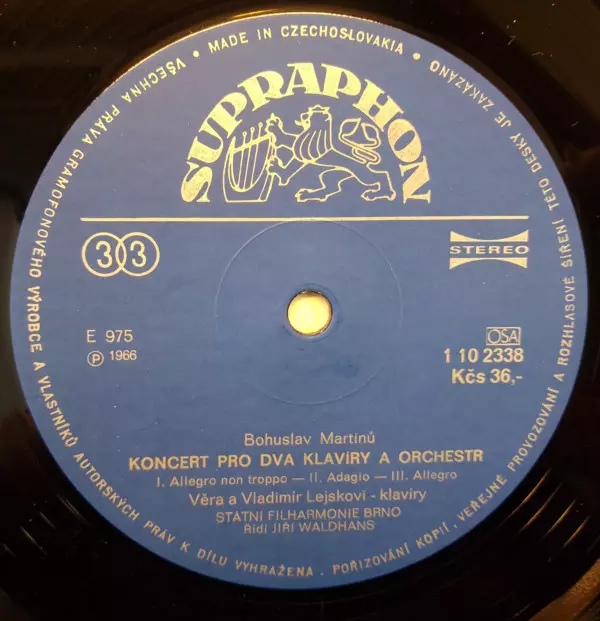 MADE IN CZECHOSLOVAKIA •
VŠECHNA PRÁVA GRAMOFONOVÉHO VÝROBCE A VLASTNÍKŮ AUTORSKÝCH PRÁV K DÍLU VYHRAŽENA . POŘIZOVÁNÍ KOPIÍ, VEŘEJNÉ PROVOZOVÁNÍ A ROZHLASOVÉ ŠÍŘENÍ TÉTO DESKY JE ZAKÁZÁNO •
SUPRAPHON
33
STEREO
E 975
Ⓟ 1966
OSA
1 10 2338
Kčs 36,-
Bohuslav Martinů
KONCERT PRO DVA KLAVÍRY A ORCHESTR
I. Allegro non troppo — II. Adagio — III. Allegro
Věra a Vladimír Lejskovi - klavíry
STÁTNÍ FILHARMONIE BRNO
Řídí JIŘÍ WALDHANS